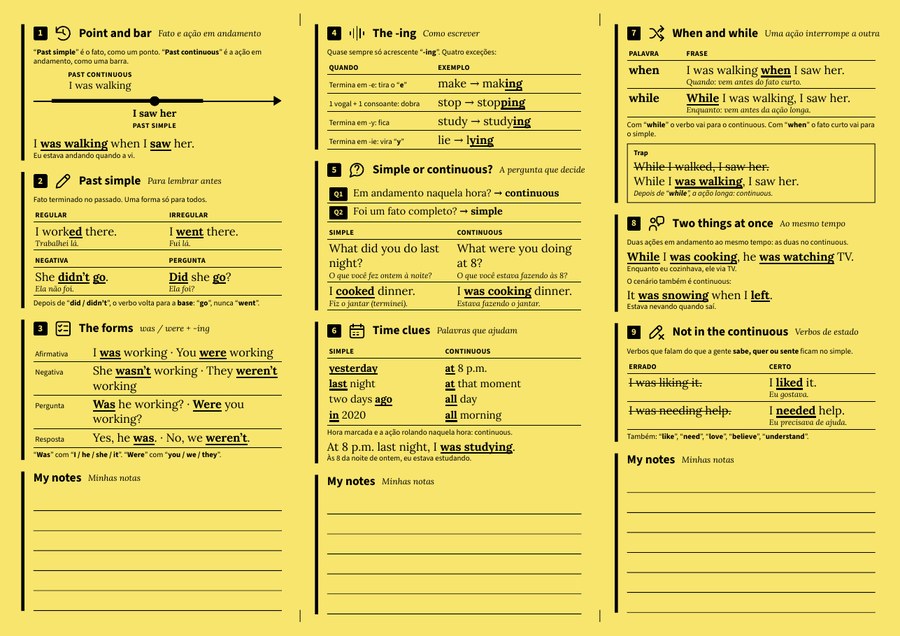 1 Point and bar Fato e ação em andamento
"Past simple" é o fato, como um ponto. "Past continuous" é a ação em
andamento, como uma barra.
PAST CONTINUOUS
I was walking
I saw her
PAST SIMPLE
I was walking when I saw her.
Eu estava andando quando a vi.
2 Past simple Para lembrar antes
Fato terminado no passado. Uma forma só para todos.
REGULAR IRREGULAR
I worked there. I went there.
Trabalhei lá. Fui lá.
NEGATIVA PERGUNTA
She didn't go. Did she go?
Ela não foi. Ela foi?
Depois de "did / didn't", o verbo volta para a base: "go", nunca "went".
3 The forms was / were + -ing
Afirmativa I was working · You were working
Negativa She wasn't working · They weren't
working
Pergunta Was he working? · Were you
working?
Resposta Yes, he was. · No, we weren't.
"Was" com "I / he / she / it". "Were" com "you / we / they".
My notes Minhas notas
4 The -ing Como escrever
Quase sempre só acrescente "-ing". Quatro exceções:
QUANDO EXEMPLO
Termina em -e: tira o "e" make → making
1 vogal + 1 consoante: dobra stop → stopping
Termina em -y: fica study → studying
Termina em -ie: vira "y" lie → lying
5 Simple or continuous? A pergunta que decide
Q1 Em andamento naquela hora? → continuous
Q2 Foi um fato completo? → simple
SIMPLE CONTINUOUS
What did you do last What were you doing
night? at 8?
O que você fez ontem à noite? O que você estava fazendo às 8?
I cooked dinner. I was cooking dinner.
Fiz o jantar (terminei). Estava fazendo o jantar.
6 Time clues Palavras que ajudam
SIMPLE CONTINUOUS
yesterday at 8 p.m.
last night at that moment
two days ago all day
in 2020 all morning
Hora marcada e a ação rolando naquela hora: continuous.
At 8 p.m. last night, I was studying.
Às 8 da noite de ontem, eu estava estudando.
My notes Minhas notas
7 When and while Uma ação interrompe a outra
PALAVRA FRASE
when I was walking when I saw her.
Quando: vem antes do fato curto.
while While I was walking, I saw her.
Enquanto: vem antes da ação longa.
Com "while" o verbo vai para o continuous. Com "when" o fato curto vai para
o simple.
Trap
While I walked, I saw her.
While I was walking, I saw her.
Depois de "while", a ação longa: continuous.
8 Two things at once Ao mesmo tempo
Duas ações em andamento ao mesmo tempo: as duas no continuous.
While I was cooking, he was watching TV.
Enquanto eu cozinhava, ele via TV.
O cenário também é continuous:
It was snowing when I left.
Estava nevando quando saí.
9 Not in the continuous Verbos de estado
Verbos que falam do que a gente sabe, quer ou sente ficam no simple.
ERRADO CERTO
I was liking it. I liked it.
Eu gostava.
I was needing help. I needed help.
Eu precisava de ajuda.
Também: "like", "need", "love", "believe", "understand".
My notes Minhas notas